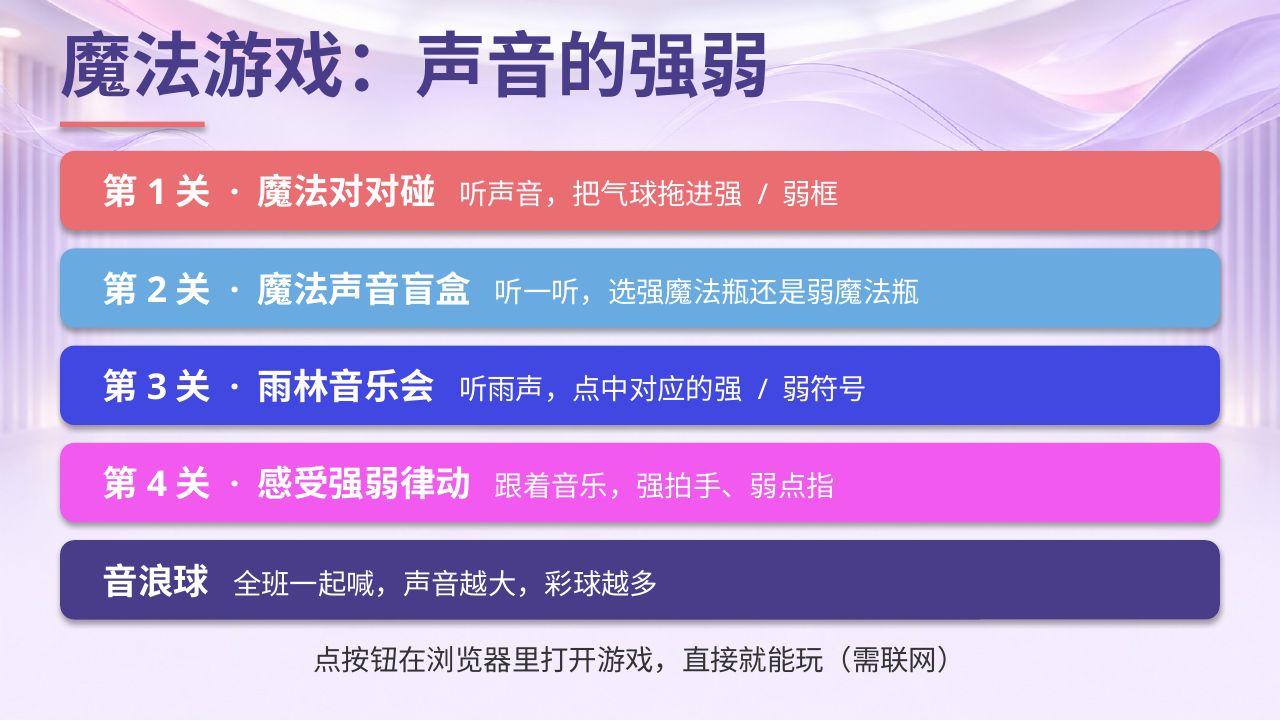 魔法游戏：声音的强弱
第 1 关 · 魔法对对碰 听声音，把气球拖进强 / 弱框
第 2 关 · 魔法声音盲盒 听一听，选强魔法瓶还是弱魔法瓶
第 3 关 · 雨林音乐会 听雨声，点中对应的强 / 弱符号
第 4 关 · 感受强弱律动 跟着音乐，强拍手、弱点指
音浪球 全班一起喊，声音越大，彩球越多
点按钮在浏览器里打开游戏，直接就能玩（需联网）